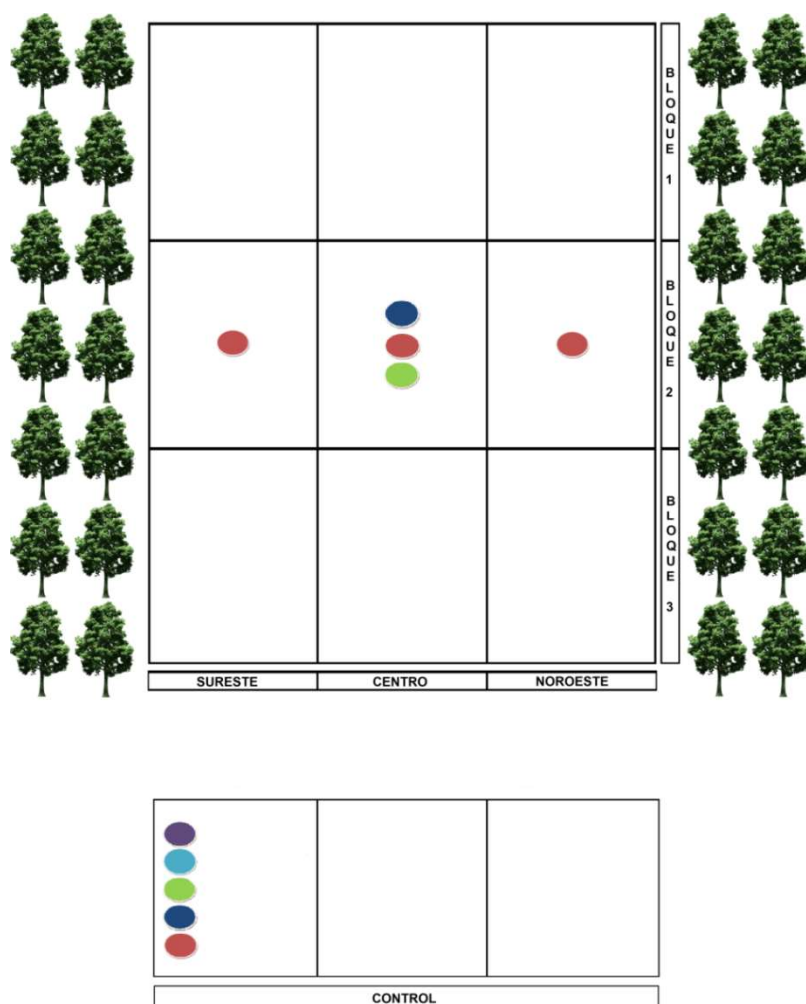 BLOQUE 1
BLOQUE 2
BLOQUE 3
SURESTE
CENTRO
NOROESTE
CONTROL